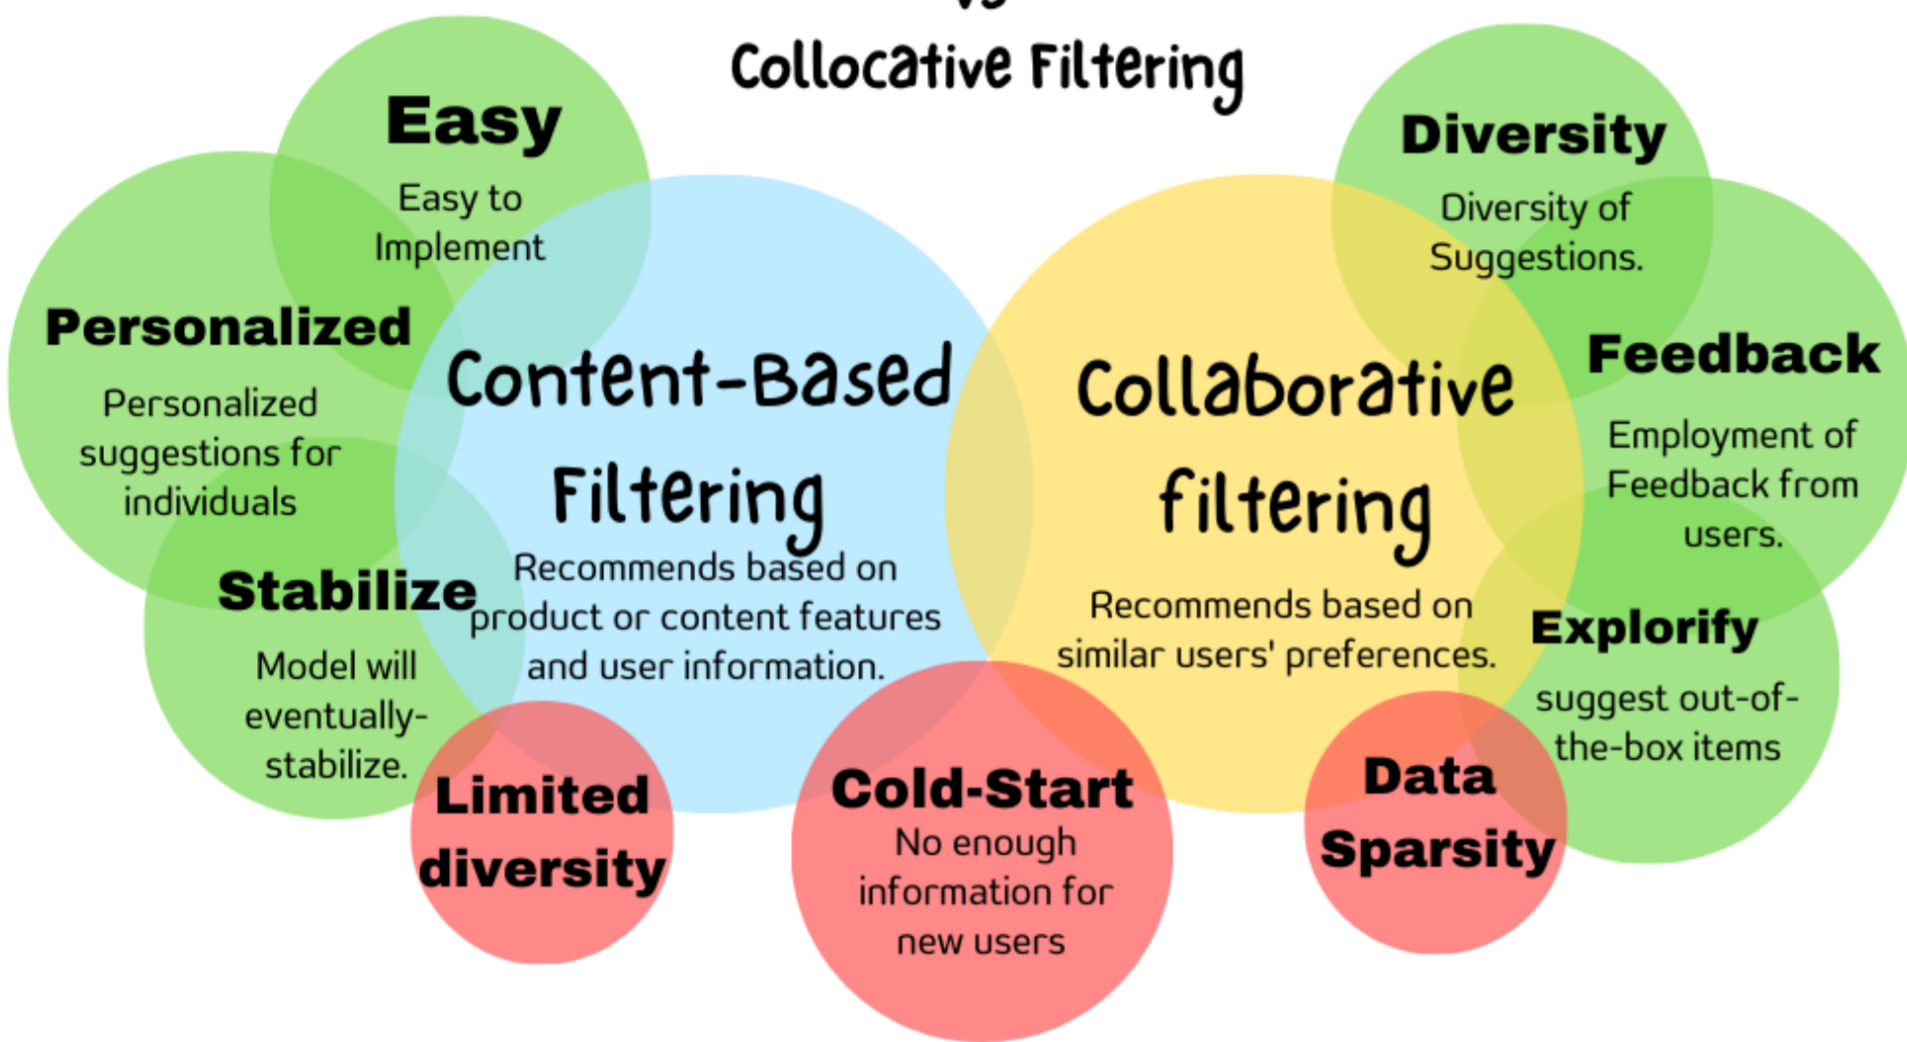 vs
Collocative Filtering
Easy
Easy to
Implement
Personalized
Personalized
suggestions for
individuals
Stabilize
Model will
eventually-
stabilize.
Content-Based
Filtering
Recommends based on
product or content features
and user information.
Limited
diversity
Cold-Start
No enough
information for
new users
Collaborative
filtering
Recommends based on
similar users' preferences.
Data
Sparsity
Diversity
Diversity of
Suggestions.
Feedback
Employment of
Feedback from
users.
Explorify
suggest out-of-
the-box items